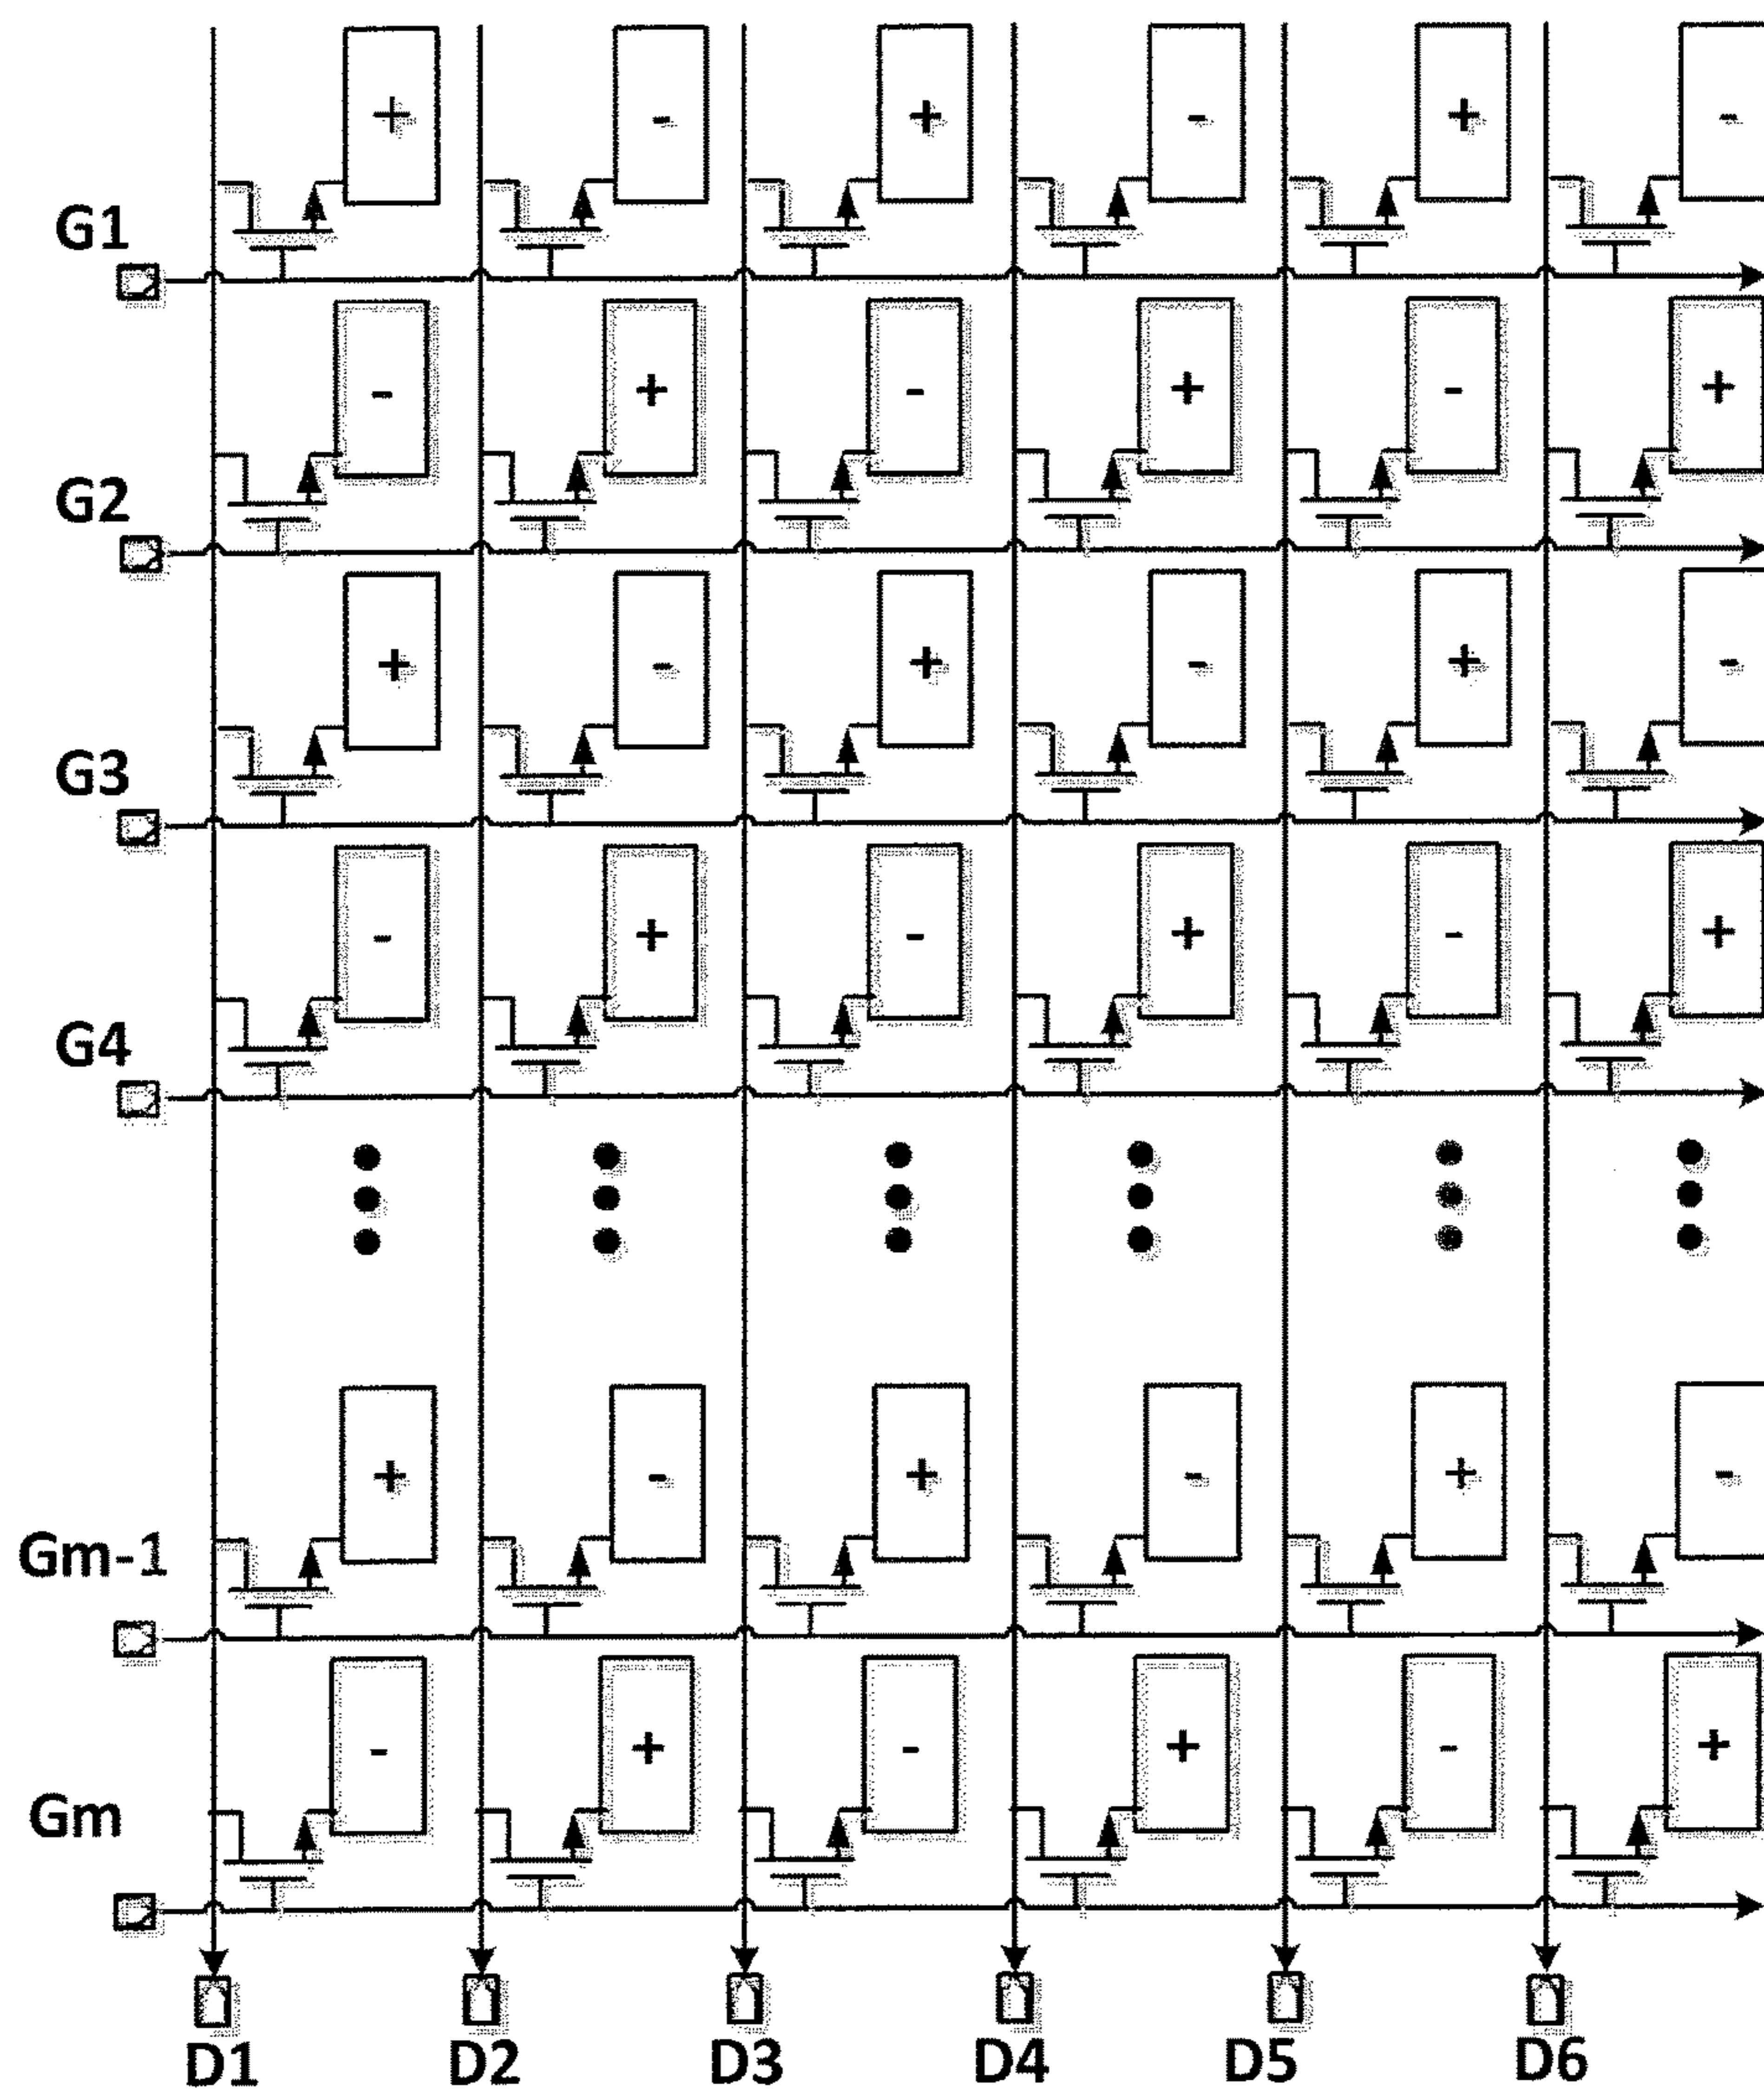 + - + - + -
G1
- + - + - +
G2
+ - + - + -
G3
- + - + - +
G4
+ - + - + -
Gm-1
- + - + - +
Gm
D1 D2 D3 D4 D5 D6